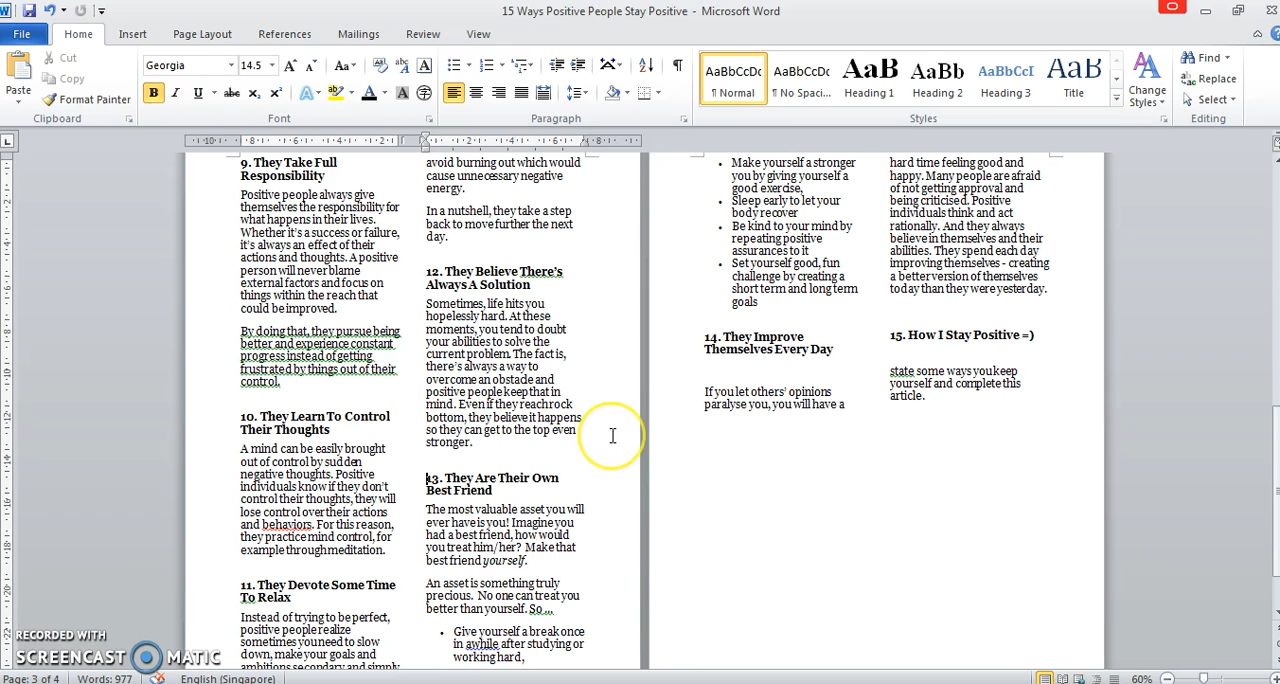 15 Ways Positive People Stay Positive - Microsoft Word
File
Home
Insert
Page Layout
References
Mailings
Review
View
Paste
Cut
Copy
Format Painter
Clipboard
Georgia
14.5
Font
Paragraph
AaBbCcDc
¶ Normal
AaBbCcDc
¶ No Spaci...
AaB
Heading 1
AaBb
Heading 2
AaBbCcI
Heading 3
AaB
Title
Change
Styles
Styles
Find
Replace
Select
Editing
9. They Take Full
Responsibility
Positive people always give
themselves the responsibility for
what happens in their lives.
Whether it's a success or failure,
it's always an effect of their
actions and thoughts. A positive
person will never blame
external factors and focus on
things within the reach that
could be improved.
By doing that, they pursue being
better and experience constant
progress instead of getting
frustrated by things out of their
control.
10. They Learn To Control
Their Thoughts
A mind can be easily brought
out of control by sudden
negative thoughts. Positive
individuals know if they don't
control their thoughts, they will
lose control over their actions
and behaviors. For this reason,
they practice mind control, for
example through meditation.
11. They Devote Some Time
To Relax
Instead of trying to be perfect,
positive people realize
sometimes you need to slow
down, make your goals and
ambitions secondary and simply
avoid burning out which would
cause unnecessary negative
energy.
In a nutshell, they take a step
back to move further the next
day.
12. They Believe There's
Always A Solution
Sometimes, life hits you
hopelessly hard. At these
moments, you tend to doubt
your abilities to solve the
current problem. The fact is,
there's always a way to
overcome an obstacle and
positive people keep that in
mind. Even if they reach rock
bottom, they believe it happens
so they can get to the top even
stronger.
13. They Are Their Own
Best Friend
The most valuable asset you will
ever have is you! Imagine you
had a best friend, how would
you treat him/her? Make that
best friend yourself.
An asset is something truly
precious. No one can treat you
better than yourself. So ...
• Give yourself a break once
in awhile after studying or
working hard,
• Make yourself a stronger
you by giving yourself a
good exercise,
• Sleep early to let your
body recover
• Be kind to your mind by
repeating positive
assurances to it
• Set yourself good, fun
challenge by creating a
short term and long term
goals
14. They Improve
Themselves Every Day
If you let others' opinions
paralyse you, you will have a
hard time feeling good and
happy. Many people are afraid
of not getting approval and
being criticised. Positive
individuals think and act
rationally. And they always
believe in themselves and their
abilities. They spend each day
improving themselves - creating
a better version of themselves
today than they were yesterday.
15. How I Stay Positive =)
state some ways you keep
yourself and complete this
article.
RECORDED WITH
SCREENCAST MATIC
Page: 3 of 4
Words: 977
English (Singapore)
60%